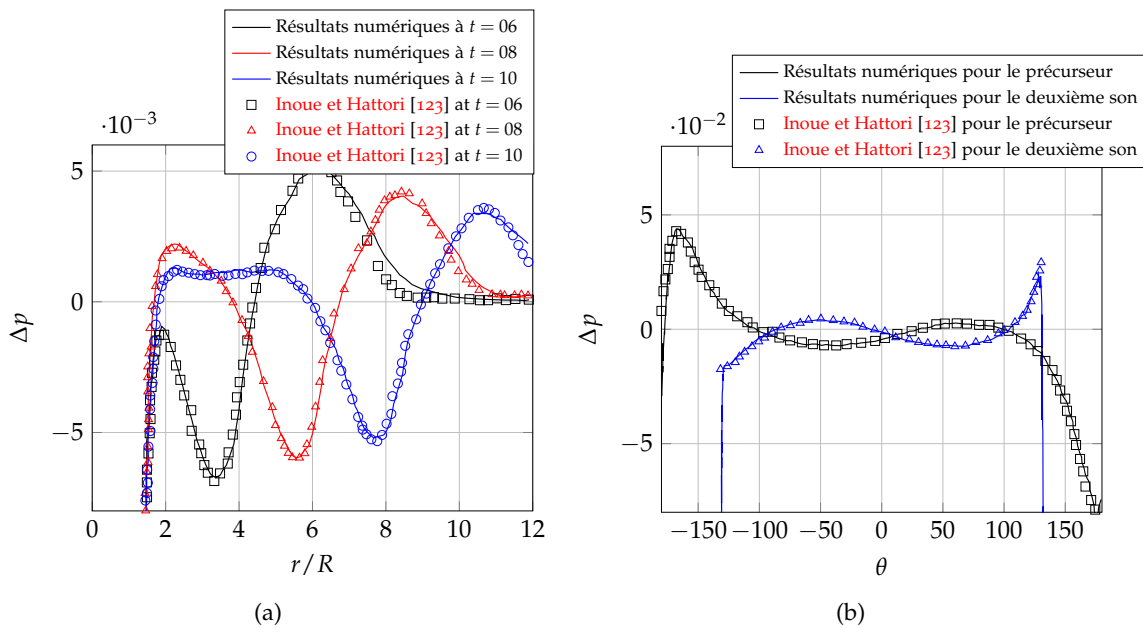 Résultats numériques à t = 06
Résultats numériques à t = 08
Résultats numériques à t = 10
Inoue et Hattori [123] at t = 06
Inoue et Hattori [123] at t = 08
Inoue et Hattori [123] at t = 10
·10⁻³
5
0
−5
Δp
0 2 4 6 8 10 12
r/R
(a)
Résultats numériques pour le précurseur
Résultats numériques pour le deuxième son
Inoue et Hattori [123] pour le précurseur
Inoue et Hattori [123] pour le deuxième son
·10⁻²
5
0
−5
Δp
−150 −100 −50 0 50 100 150
θ
(b)